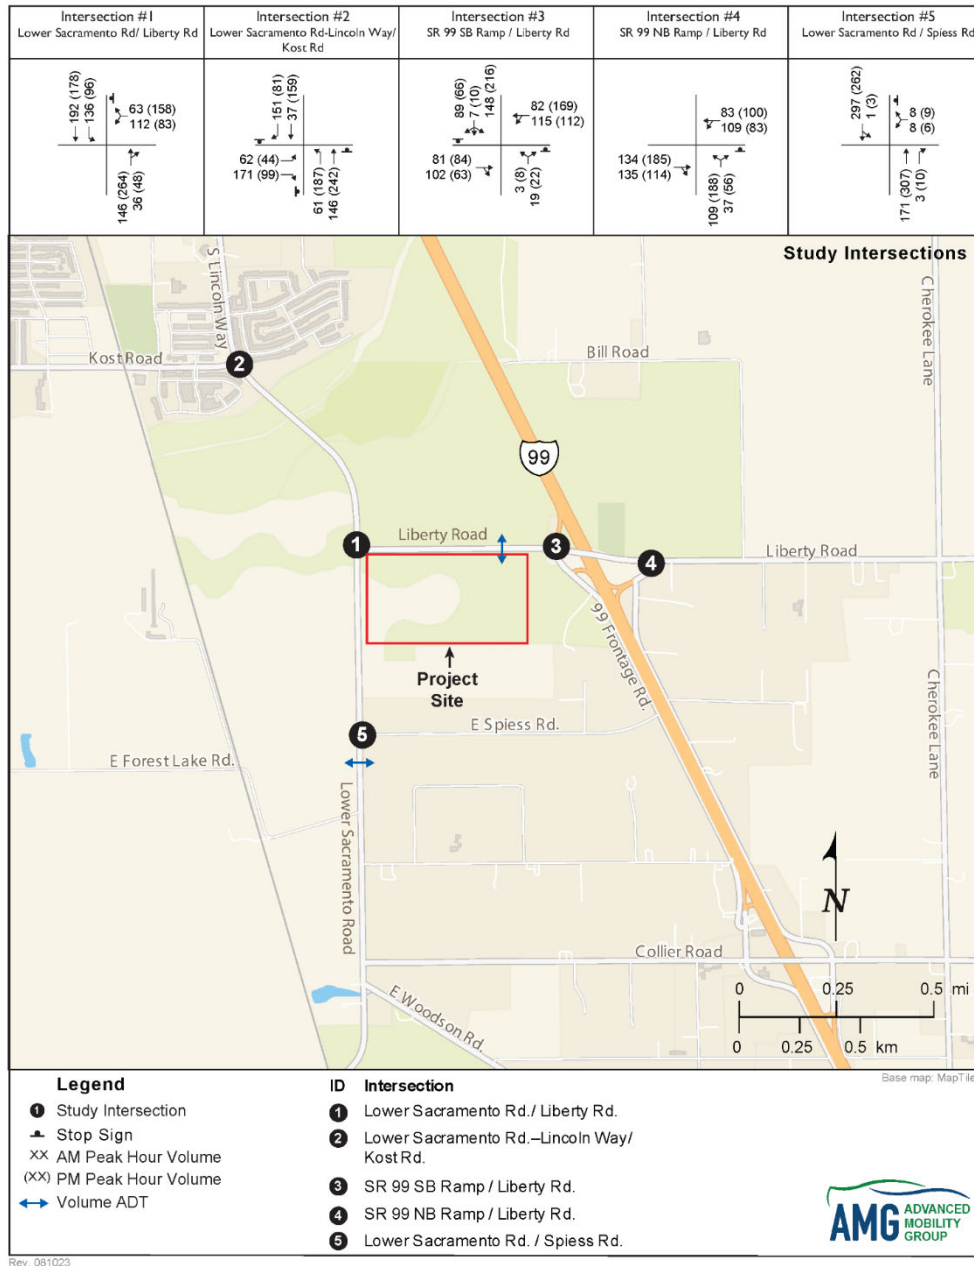 Intersection #1
Lower Sacramento Rd/ Liberty Rd
Intersection #2
Lower Sacramento Rd-Lincoln Way/
Kost Rd
Intersection #3
SR 99 SB Ramp / Liberty Rd
Intersection #4
SR 99 NB Ramp / Liberty Rd
Intersection #5
Lower Sacramento Rd / Spiess Rd
192 (178)
136 (96)
63 (158)
112 (83)
146 (264)
36 (48)
151 (81)
37 (159)
62 (44)
171 (99)
61 (187)
146 (242)
89 (66)
7 (10)
148 (216)
82 (169)
115 (112)
81 (84)
102 (63)
3 (8)
19 (22)
83 (100)
109 (83)
134 (185)
135 (114)
109 (188)
37 (56)
297 (262)
1 (3)
8 (9)
8 (6)
171 (307)
3 (10)
Study Intersections
S Lincoln Way
Kost Road
2
Bill Road
Cherokee Lane
99
Liberty Road
1
3
4
Liberty Road
99 Frontage Rd.
Project
Site
Cherokee Lane
5
E Spiess Rd.
E Forest Lake Rd.
Lower Sacramento Road
N
Collier Road
E Woodson Rd.
0 0.25 0.5 mi
0 0.25 0.5 km
Base map: MapTile
Legend
1 Study Intersection
Stop Sign
XX AM Peak Hour Volume
(XX) PM Peak Hour Volume
Volume ADT
ID Intersection
1 Lower Sacramento Rd./ Liberty Rd.
2 Lower Sacramento Rd.–Lincoln Way/
Kost Rd.
3 SR 99 SB Ramp / Liberty Rd.
4 SR 99 NB Ramp / Liberty Rd.
5 Lower Sacramento Rd. / Spiess Rd.
AMG ADVANCED
MOBILITY
GROUP
Rev. 081023